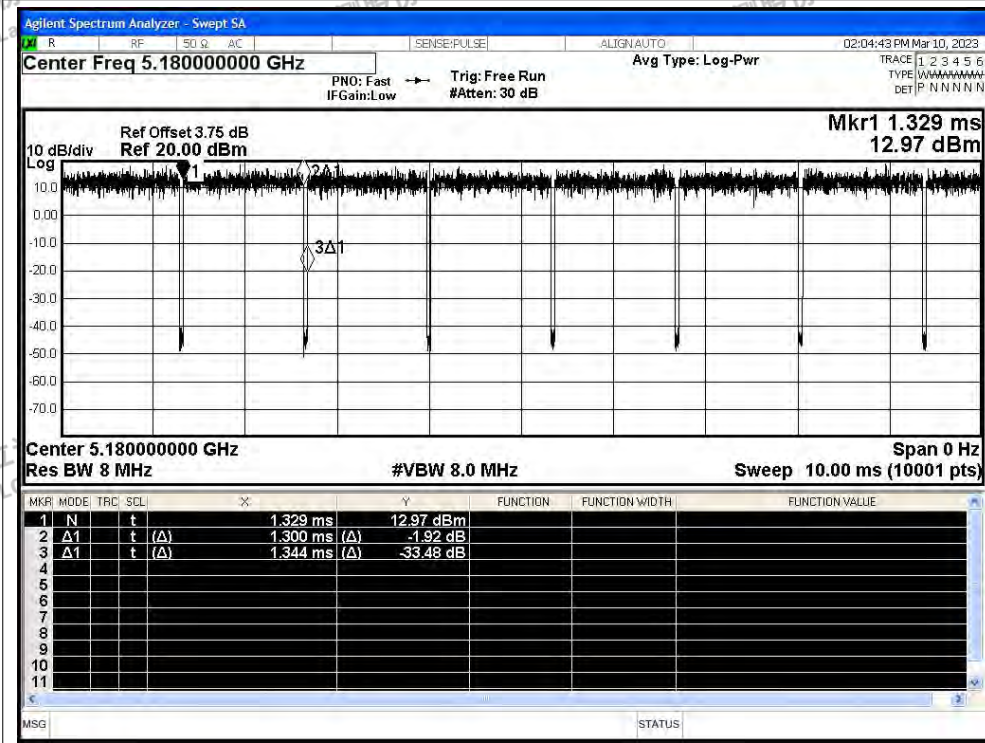 Agilent Spectrum Analyzer - Swept SA
LXI R RF 50 Ω AC SENSE:PULSE ALIGN AUTO 02:04:43 PM Mar 10, 2023
Center Freq 5.180000000 GHz Avg Type: Log-Pwr TRACE 1 2 3 4 5 6
PNO: Fast Trig: Free Run TYPE
IFGain:Low #Atten: 30 dB DET P N N N N N
Mkr1 1.329 ms
12.97 dBm
Ref Offset 3.75 dB
10 dB/div Ref 20.00 dBm
Log
1 2Δ1
10.0
0.00
3Δ1
-10.0
-20.0
-30.0
-40.0
-50.0
-60.0
-70.0
Center 5.180000000 GHz Span 0 Hz
Res BW 8 MHz #VBW 8.0 MHz Sweep 10.00 ms (10001 pts)
MKR MODE TRC SCL X Y FUNCTION FUNCTION WIDTH FUNCTION VALUE
1 N t 1.329 ms 12.97 dBm
2 Δ1 t (Δ) 1.300 ms (Δ) -1.92 dB
3 Δ1 t (Δ) 1.344 ms (Δ) -33.48 dB
4
5
6
7
8
9
10
11
MSG STATUS